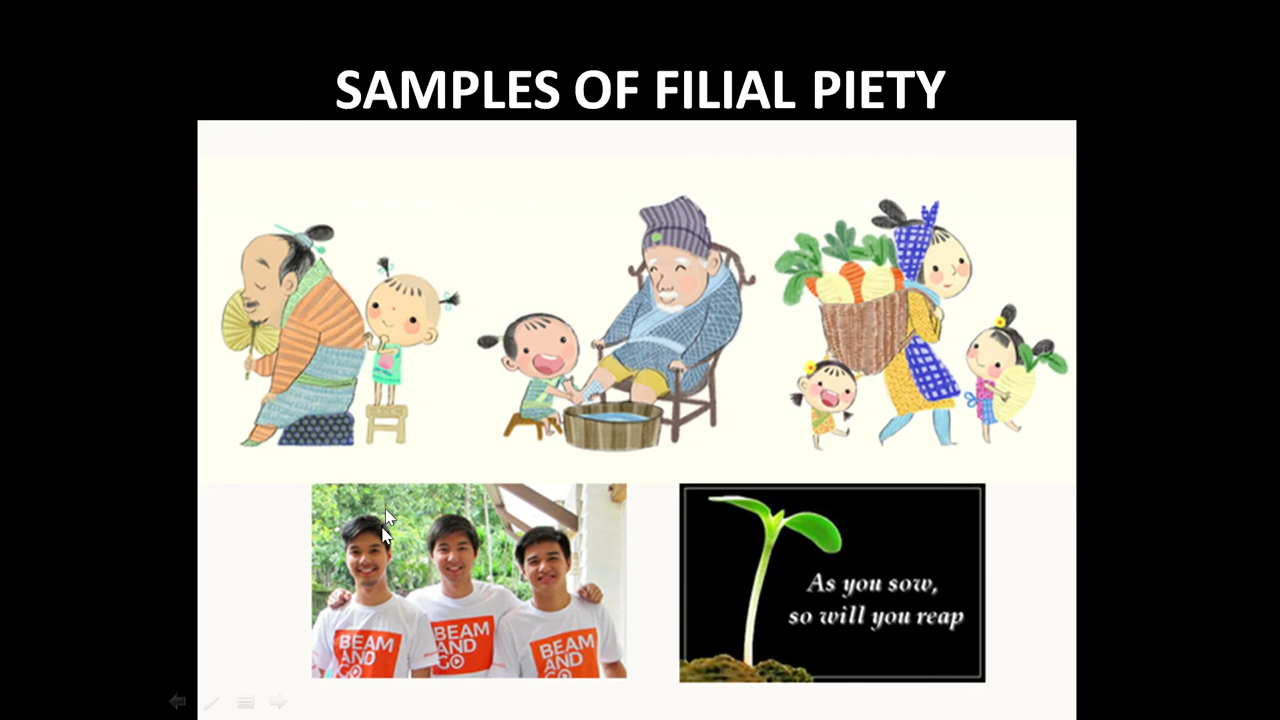 SAMPLES OF FILIAL PIETY
BEAM
AND
GO
BEAM
AND
GO
BEAM
AND
GO
As you sow,
so will you reap